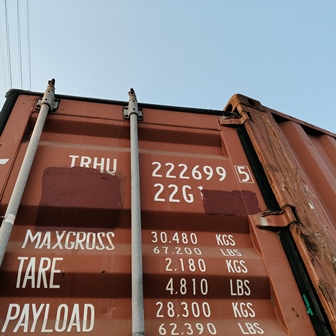 TRHU 222699 5
22G1
MAXGROSS 30.480 KGS
67.200 LBS
TARE 2.180 KGS
4.810 LBS
PAYLOAD 28.300 KGS
62.390 LBS